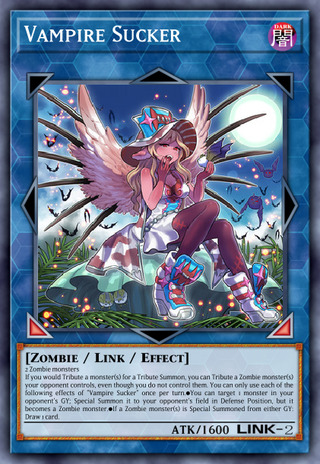 Vampire Sucker
DARK
闇
[Zombie / Link / Effect]
2 Zombie monsters
If you would Tribute a monster(s) for a Tribute Summon, you can Tribute a Zombie monster(s)
your opponent controls, even though you do not control them. You can only use each of the
following effects of "Vampire Sucker" once per turn.●You can target 1 monster in your
opponent's GY; Special Summon it to your opponent's field in Defense Position, but it
becomes a Zombie monster.●If a Zombie monster(s) is Special Summoned from either GY:
Draw 1 card.
ATK/1600 LINK-2